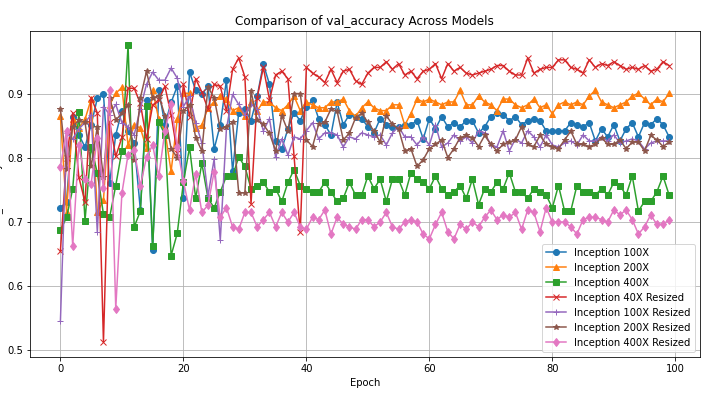 Comparison of val_accuracy Across Models
0.9
0.8
0.7
0.6
0.5
0
20
40
60
80
100
Epoch
Inception 100X
Inception 200X
Inception 400X
Inception 40X Resized
Inception 100X Resized
Inception 200X Resized
Inception 400X Resized